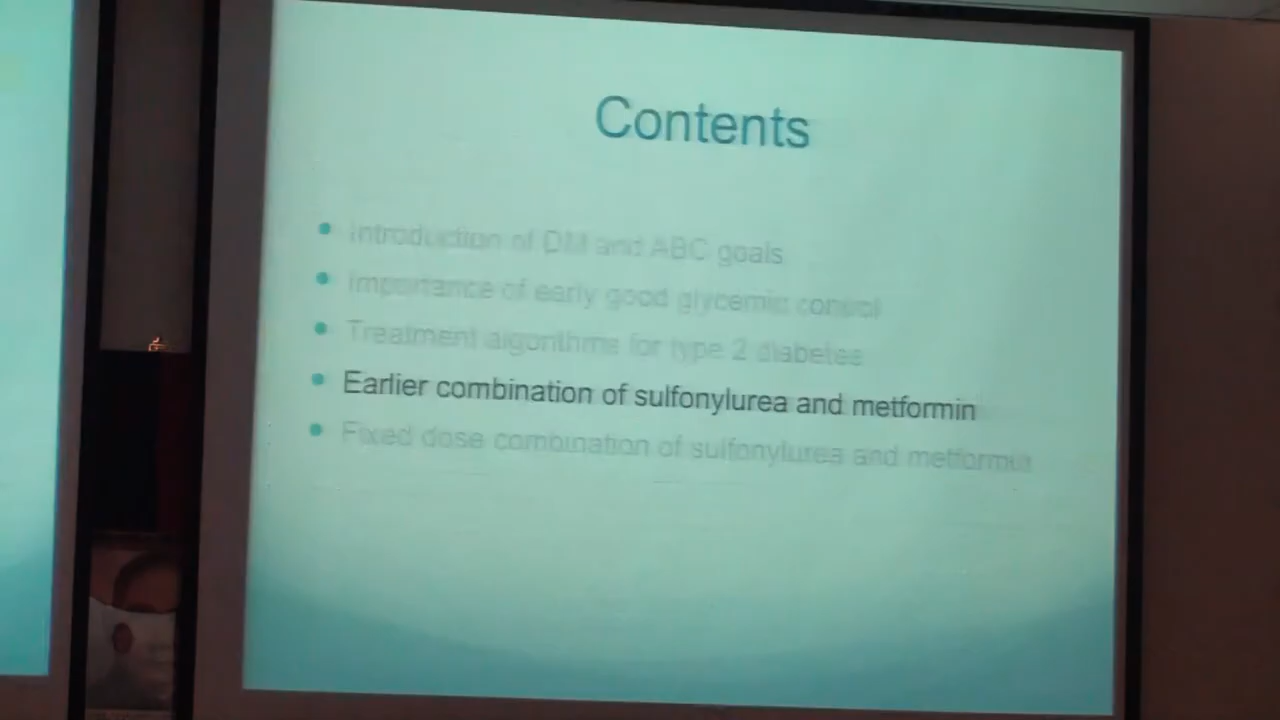 Contents
Introduction of DM and ABC goals
Importance of early good glycemic control
Treatment algorithms for type 2 diabetes
Earlier combination of sulfonylurea and metformin
Fixed dose combination of sulfonylurea and metformin